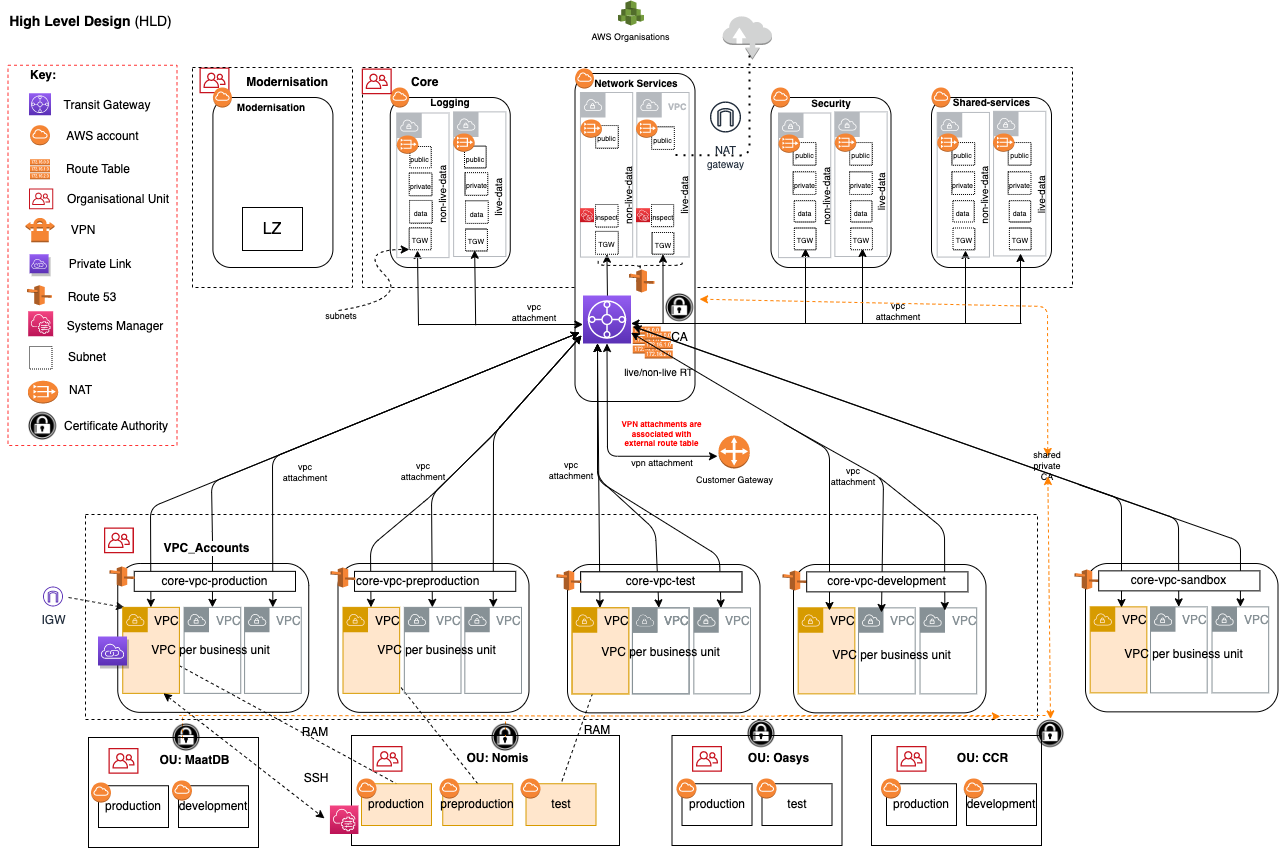 High Level Design (HLD)
AWS Organisations
Key:
Transit Gateway
AWS account
Route Table
Organisational Unit
VPN
Private Link
Route 53
Systems Manager
Subnet
NAT
Certificate Authority
Modernisation
Modernisation
LZ
Core
Logging
public
private
data
TGW
non-live-data
public
private
data
TGW
live-data
Network Services
public
inspect
TGW
non-live-data
VPC
public
inspect
TGW
live-data
NAT
gateway
Security
public
private
data
TGW
non-live-data
public
private
data
TGW
live-data
Shared-services
public
private
data
TGW
non-live-data
public
private
data
TGW
live-data
subnets
vpc
attachment
vpc
attachment
CA
live/non-live RT
VPN attachments are
associated with
external route table
vpn attachment
Customer Gateway
vpc
attachment
vpc
attachment
vpc
attachment
vpc
attachment
shared
private
CA
VPC_Accounts
IGW
core-vpc-production
VPC
VPC
VPC
VPC per business unit
core-vpc-preproduction
VPC
VPC
VPC
VPC per business unit
core-vpc-test
VPC
VPC
VPC
VPC per business unit
core-vpc-development
VPC
VPC
VPC
VPC per business unit
core-vpc-sandbox
VPC
VPC
VPC
VPC per business unit
RAM
RAM
SSH
OU: MaatDB
production
development
OU: Nomis
production
preproduction
test
OU: Oasys
production
test
OU: CCR
production
development